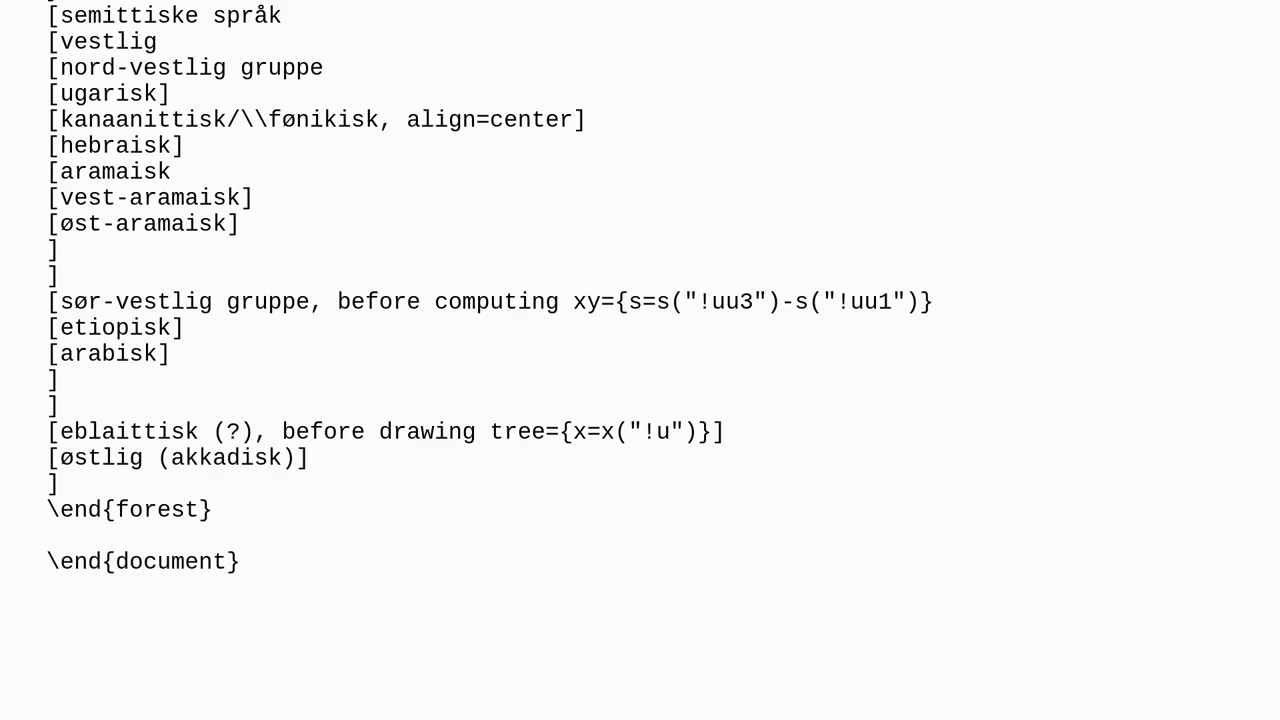 [semittiske språk
[vestlig
[nord-vestlig gruppe
[ugarisk]
[kanaanittisk/\\fønikisk, align=center]
[hebraisk]
[aramaisk
[vest-aramaisk]
[øst-aramaisk]
]
]
[sør-vestlig gruppe, before computing xy={s=s("!uu3")-s("!uu1")}
[etiopisk]
[arabisk]
]
]
[eblaittisk (?), before drawing tree={x=x("!u")}]
[østlig (akkadisk)]
]
\end{forest}

\end{document}